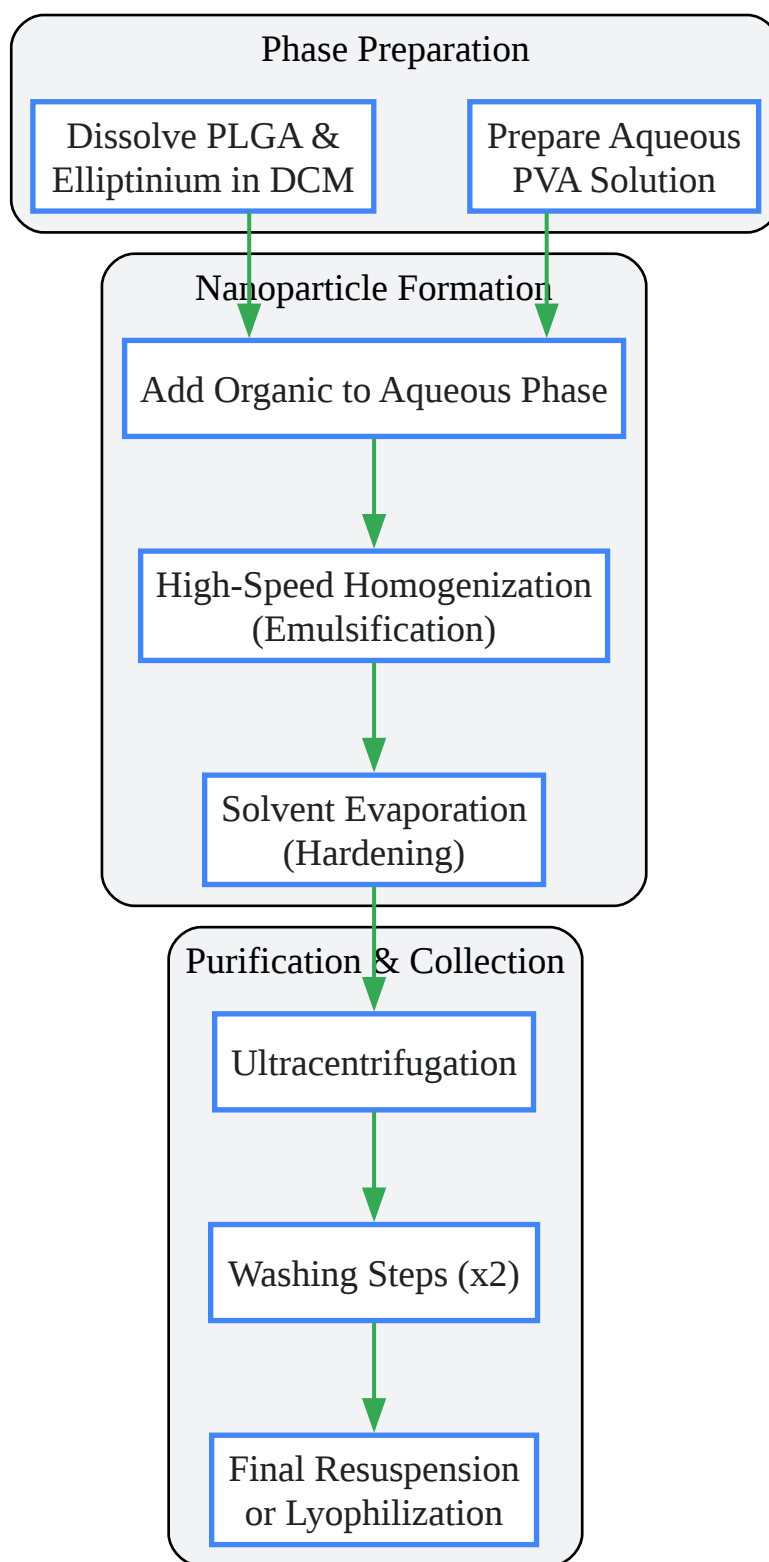 Phase Preparation
Dissolve PLGA &
Elliptinium in DCM
Prepare Aqueous
PVA Solution
Nanoparticle Formation
Add Organic to Aqueous Phase
High-Speed Homogenization
(Emulsification)
Solvent Evaporation
(Hardening)
Purification & Collection
Ultracentrifugation
Washing Steps (x2)
Final Resuspension
or Lyophilization